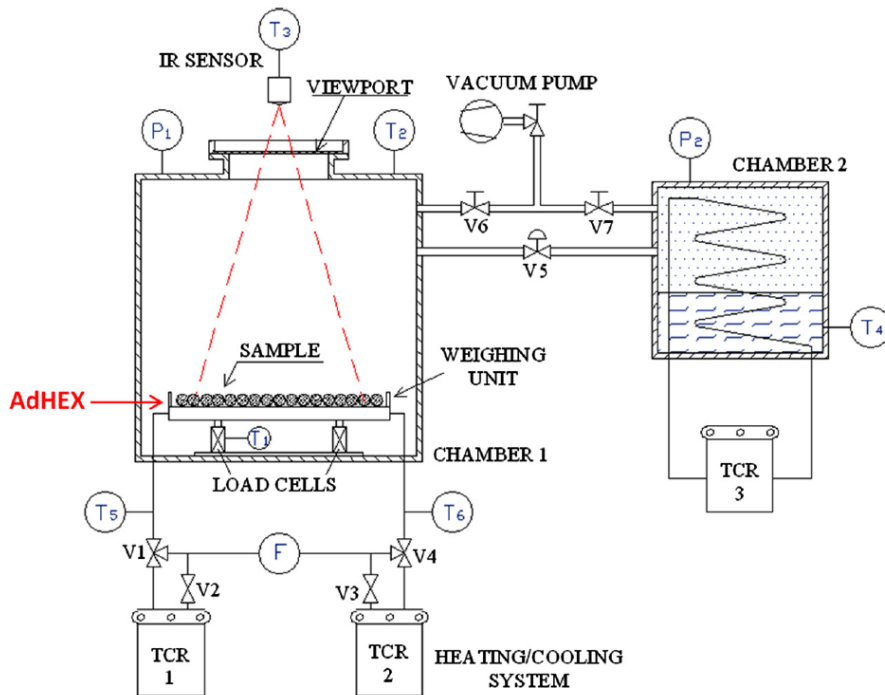 T3
IR SENSOR
VIEWPORT
VACUUM PUMP
P1
T2
P2
CHAMBER 2
V6
V7
V5
T4
SAMPLE
WEIGHING
UNIT
AdHEX
T1
LOAD CELLS
CHAMBER 1
TCR
3
T5
T6
V1
F
V4
V2
V3
TCR
1
TCR
2
HEATING/COOLING
SYSTEM